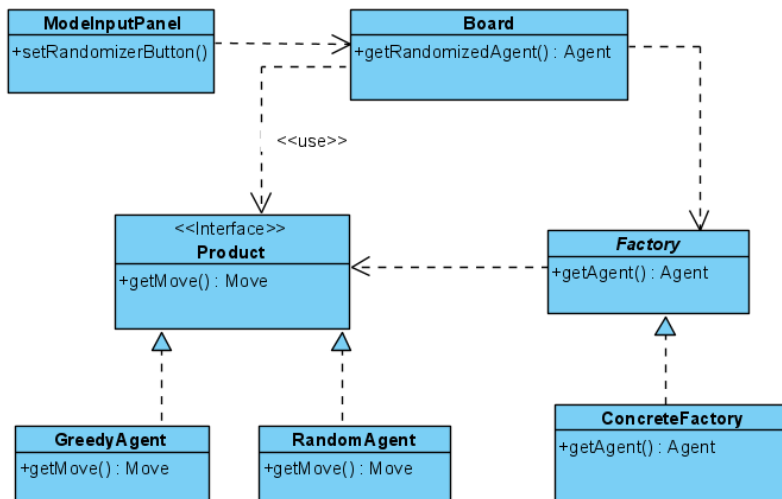 ModeInputPanel
+setRandomizerButton()
Board
+getRandomizedAgent() : Agent
<<use>>
<<Interface>>
Product
+getMove() : Move
Factory
+getAgent() : Agent
GreedyAgent
+getMove() : Move
RandomAgent
+getMove() : Move
ConcreteFactory
+getAgent() : Agent